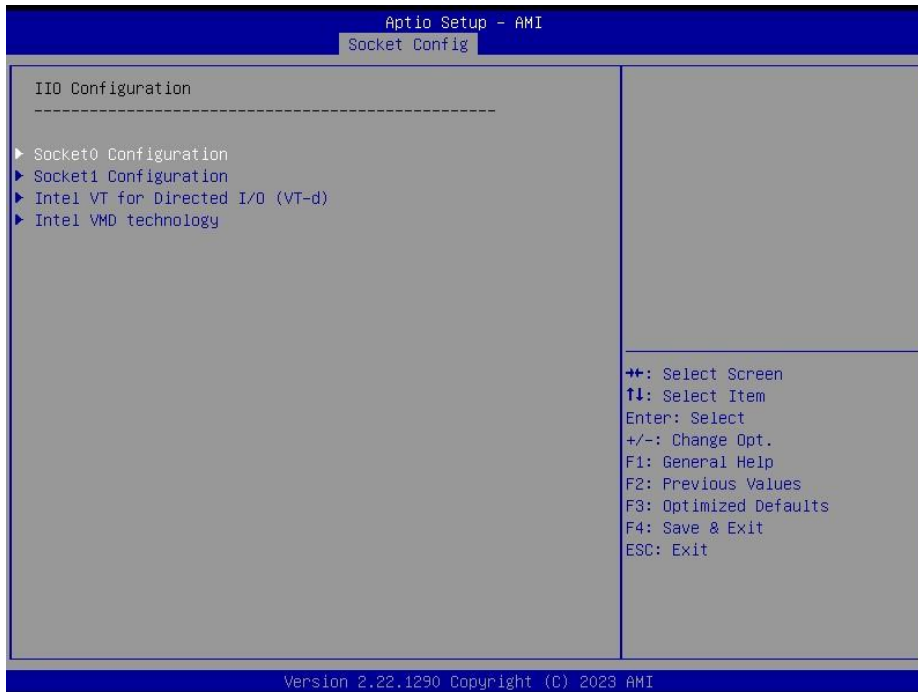 Aptio Setup - AMI
Socket Config
IIO Configuration
--------------------------------------------------
Socket0 Configuration
Socket1 Configuration
Intel VT for Directed I/O (VT-d)
Intel VMD technology
→←: Select Screen
↑↓: Select Item
Enter: Select
+/-: Change Opt.
F1: General Help
F2: Previous Values
F3: Optimized Defaults
F4: Save & Exit
ESC: Exit
Version 2.22.1290 Copyright (C) 2023 AMI